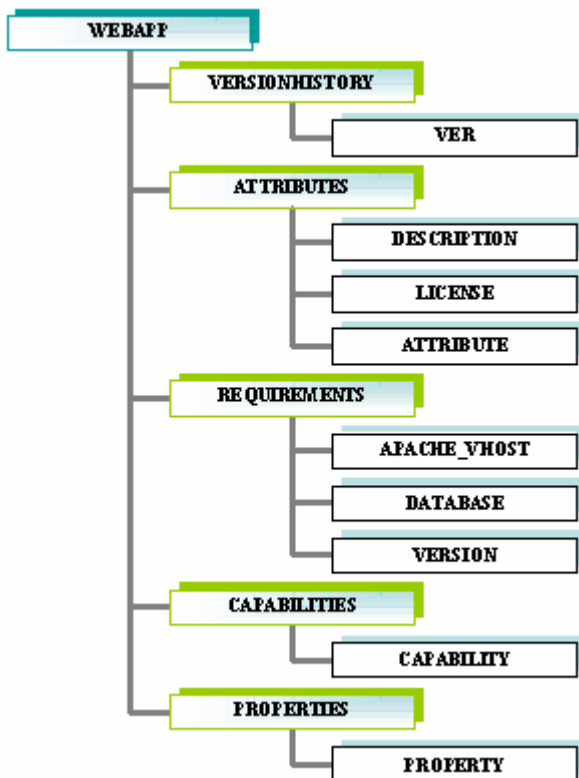 WEBAPP
VERSIONHISTORY
VER
ATTRIBUTES
DESCRIPTION
LICENSE
ATTRIBUTE
REQUIREMENTS
APACHE_VHOST
DATABASE
VERSION
CAPABILITIES
CAPABILITY
PROPERTIES
PROPERTY